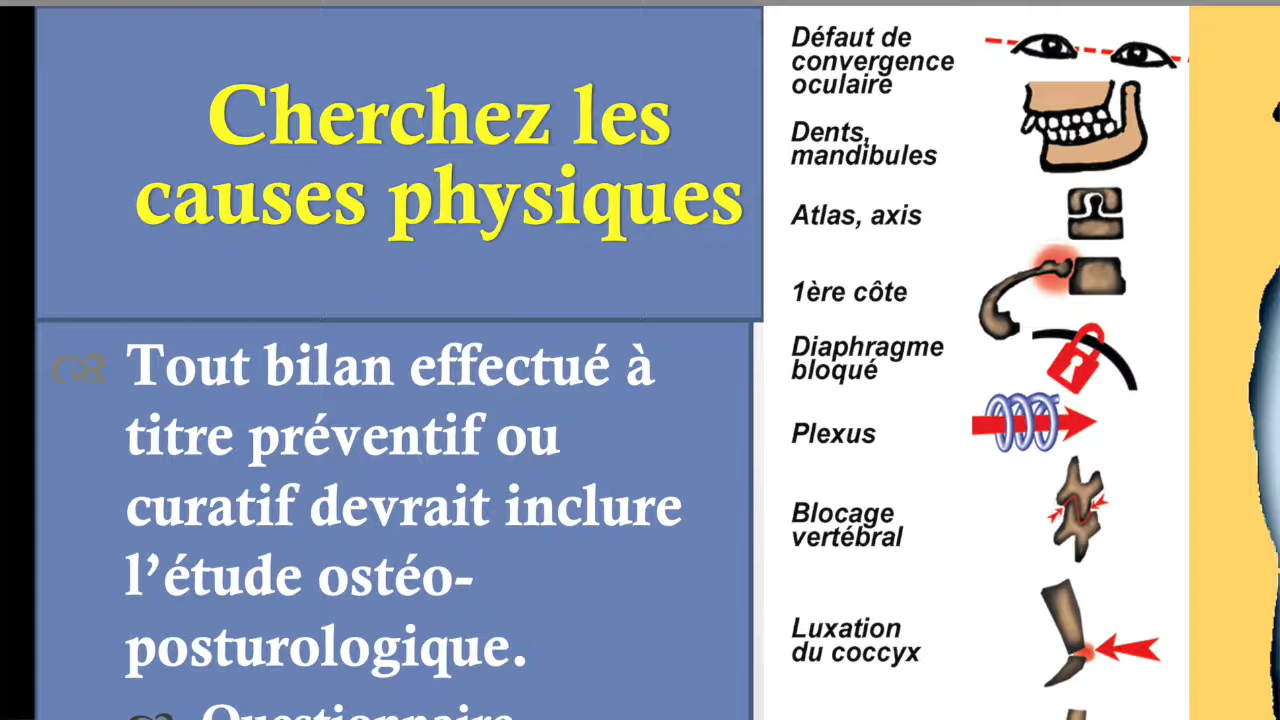 Cherchez les
causes physiques
Tout bilan effectué à
titre préventif ou
curatif devrait inclure
l’étude ostéo-
posturologique.
Questionnaire
Défaut de
convergence
oculaire
Dents,
mandibules
Atlas, axis
1ère côte
Diaphragme
bloqué
Plexus
Blocage
vertébral
Luxation
du coccyx